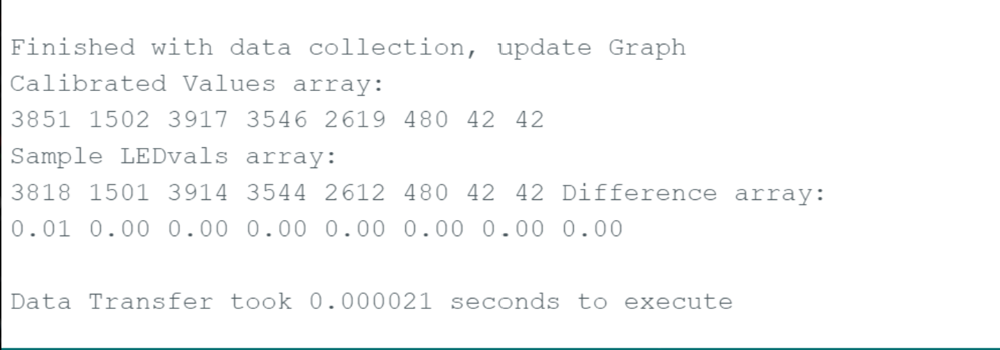 Finished with data collection, update Graph
Calibrated Values array:
3851 1502 3917 3546 2619 480 42 42
Sample LEDvals array:
3818 1501 3914 3544 2612 480 42 42 Difference array:
0.01 0.00 0.00 0.00 0.00 0.00 0.00 0.00
Data Transfer took 0.000021 seconds to execute